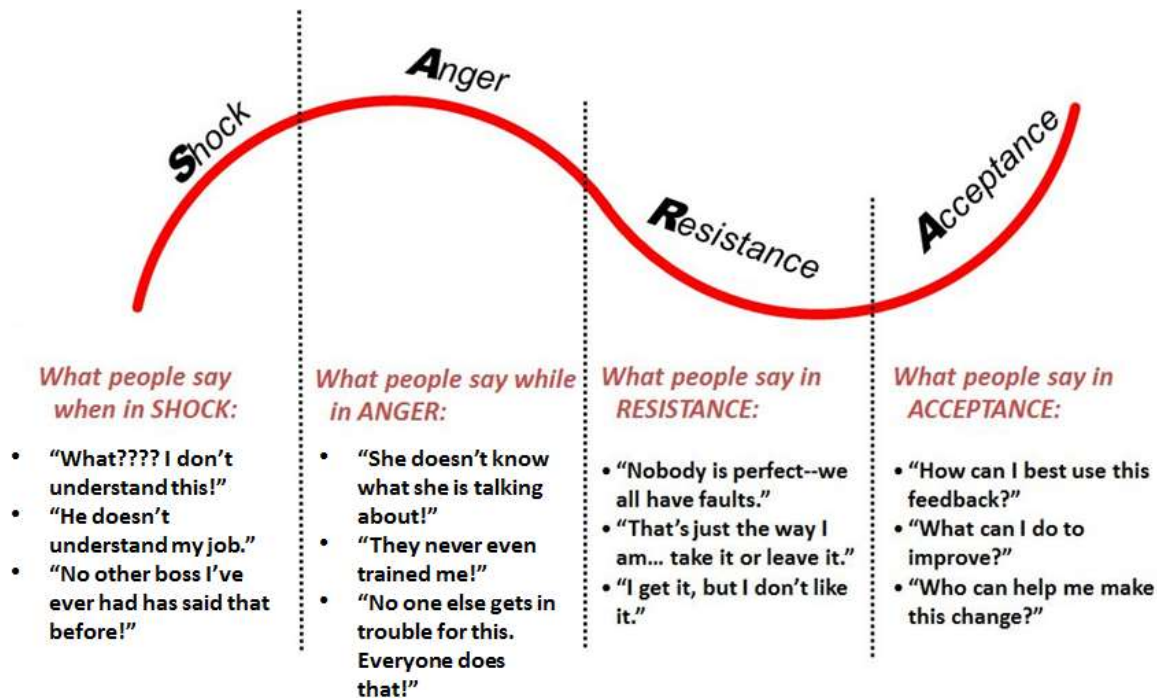 Shock
Anger
Resistance
Acceptance
What people say
when in SHOCK:
• “What???? I don’t
understand this!”
• “He doesn’t
understand my job.”
• “No other boss I’ve
ever had has said that
before!”
What people say while
in ANGER:
• “She doesn’t know
what she is talking
about!”
• “They never even
trained me!”
• “No one else gets in
trouble for this.
Everyone does
that!”
What people say in
RESISTANCE:
• “Nobody is perfect--we
all have faults.”
• “That’s just the way I
am... take it or leave it.”
• “I get it, but I don’t like
it.”
What people say in
ACCEPTANCE:
• “How can I best use this
feedback?”
• “What can I do to
improve?”
• “Who can help me make
this change?”